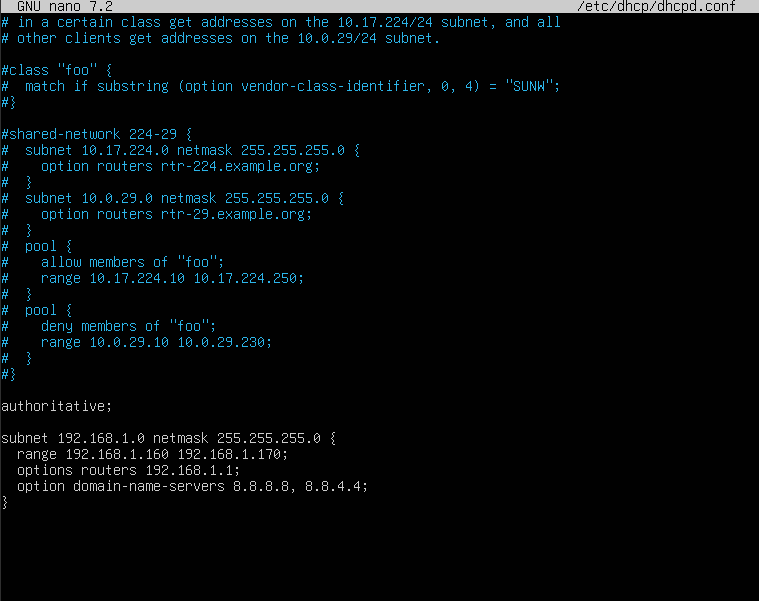 GNU nano 7.2 /etc/dhcp/dhcpd.conf
# in a certain class get addresses on the 10.17.224/24 subnet, and all
# other clients get addresses on the 10.0.29/24 subnet.
#class "foo" {
#  match if substring (option vendor-class-identifier, 0, 4) = "SUNW";
#}
#shared-network 224-29 {
#  subnet 10.17.224.0 netmask 255.255.255.0 {
#    option routers rtr-224.example.org;
#  }
#  subnet 10.0.29.0 netmask 255.255.255.0 {
#    option routers rtr-29.example.org;
#  }
#  pool {
#    allow members of "foo";
#    range 10.17.224.10 10.17.224.250;
#  }
#  pool {
#    deny members of "foo";
#    range 10.0.29.10 10.0.29.230;
#  }
#}
authoritative;
subnet 192.168.1.0 netmask 255.255.255.0 {
  range 192.168.1.160 192.168.1.170;
  options routers 192.168.1.1;
  option domain-name-servers 8.8.8.8, 8.8.4.4;
}